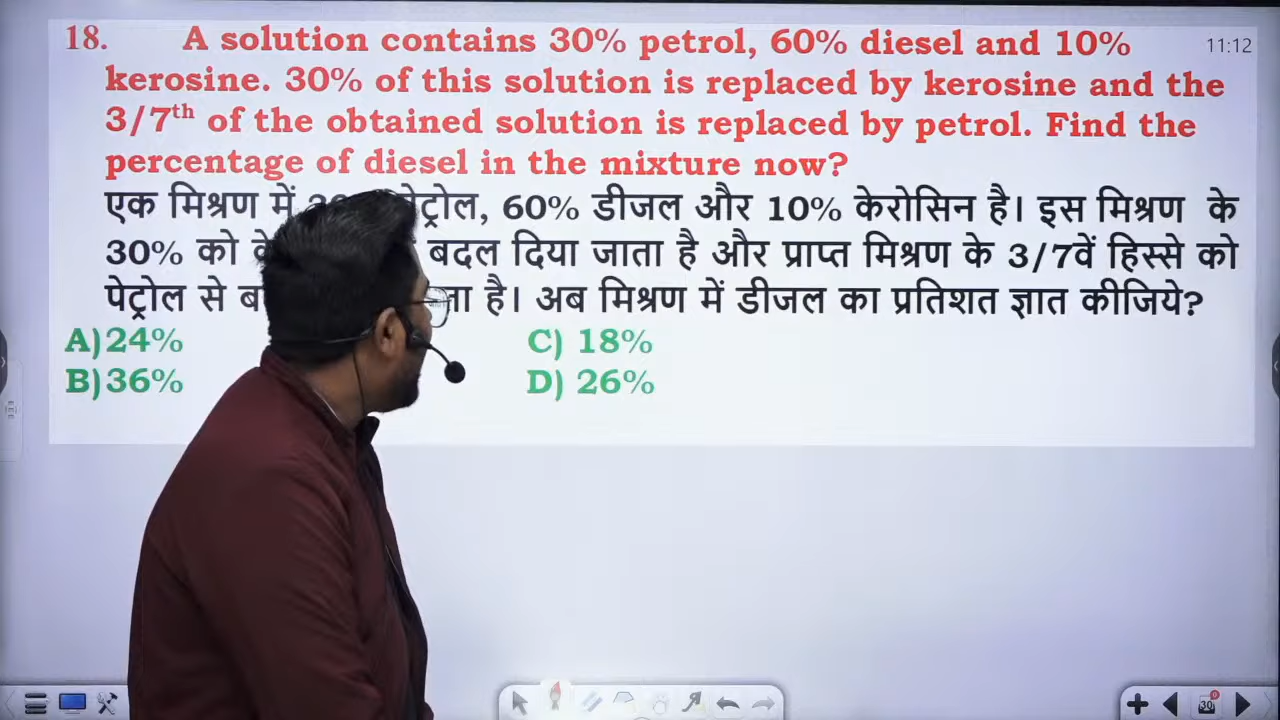 18. A solution contains 30% petrol, 60% diesel and 10%
11:12
kerosine. 30% of this solution is replaced by kerosine and the
3/7th of the obtained solution is replaced by petrol. Find the
percentage of diesel in the mixture now?
एक मिश्रण में पेट्रोल, 60% डीजल और 10% केरोसिन है। इस मिश्रण के
30% को बदल दिया जाता है और प्राप्त मिश्रण के 3/7वें हिस्से को
पेट्रोल से है। अब मिश्रण में डीजल का प्रतिशत ज्ञात कीजिये?
A)24% C) 18%
B)36% D) 26%
30